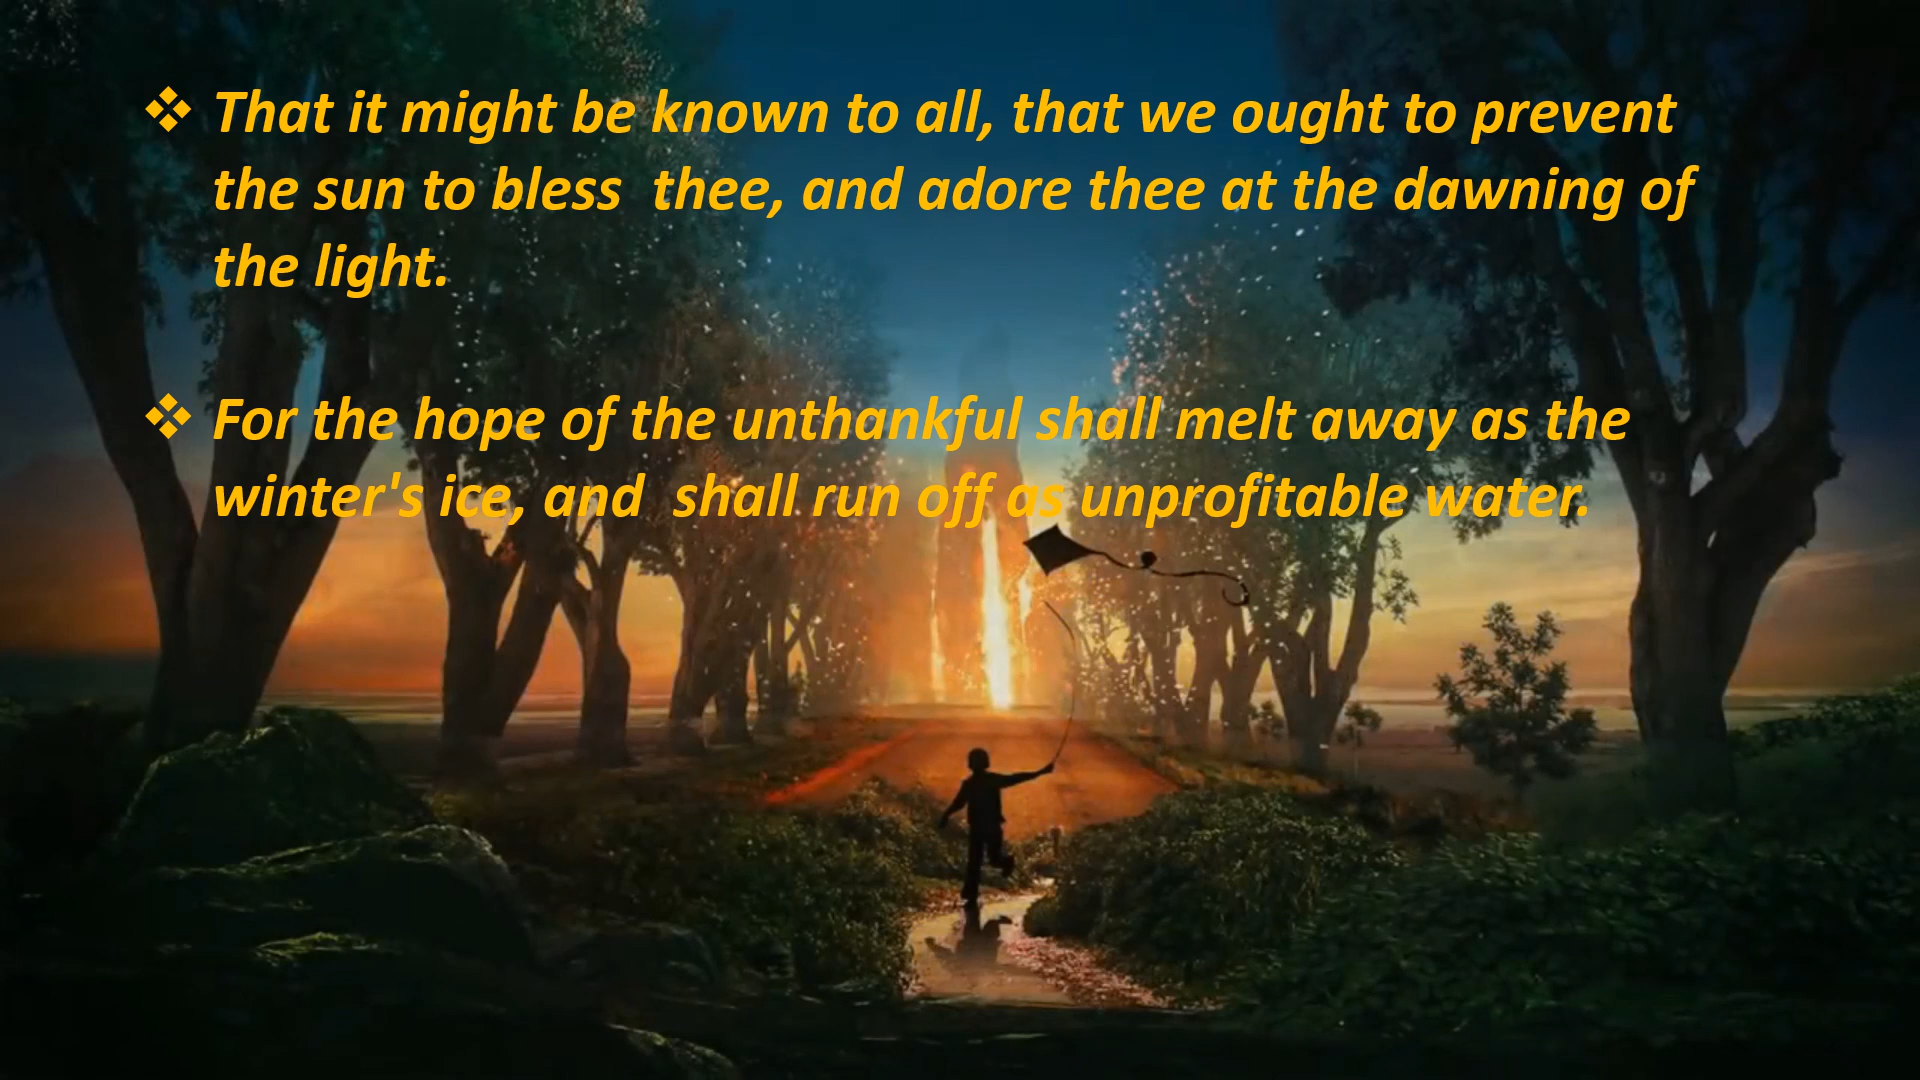 ❖ That it might be known to all, that we ought to prevent
the sun to bless  thee, and adore thee at the dawning of
the light.
❖ For the hope of the unthankful shall melt away as the
winter's ice, and  shall run off as unprofitable water.